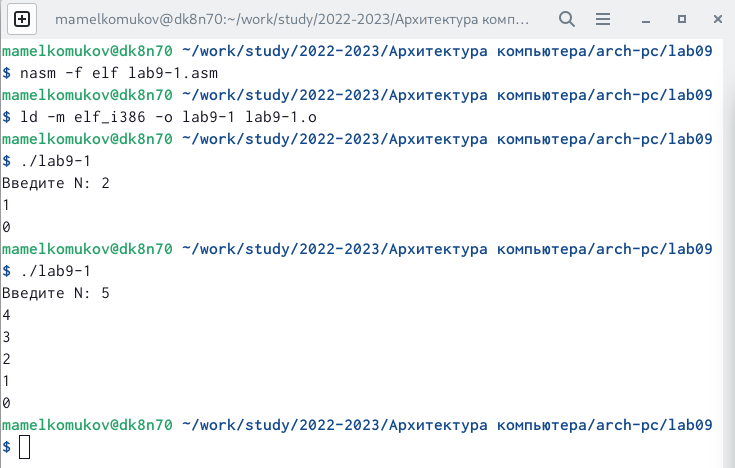 mamelkomukov@dk8n70:~/work/study/2022-2023/Архитектура комп…
mamelkomukov@dk8n70 ~/work/study/2022-2023/Архитектура компьютера/arch-pc/lab09
$ nasm -f elf lab9-1.asm
mamelkomukov@dk8n70 ~/work/study/2022-2023/Архитектура компьютера/arch-pc/lab09
$ ld -m elf_i386 -o lab9-1 lab9-1.o
mamelkomukov@dk8n70 ~/work/study/2022-2023/Архитектура компьютера/arch-pc/lab09
$ ./lab9-1
Введите N: 2
1
0
mamelkomukov@dk8n70 ~/work/study/2022-2023/Архитектура компьютера/arch-pc/lab09
$ ./lab9-1
Введите N: 5
4
3
2
1
0
mamelkomukov@dk8n70 ~/work/study/2022-2023/Архитектура компьютера/arch-pc/lab09
$